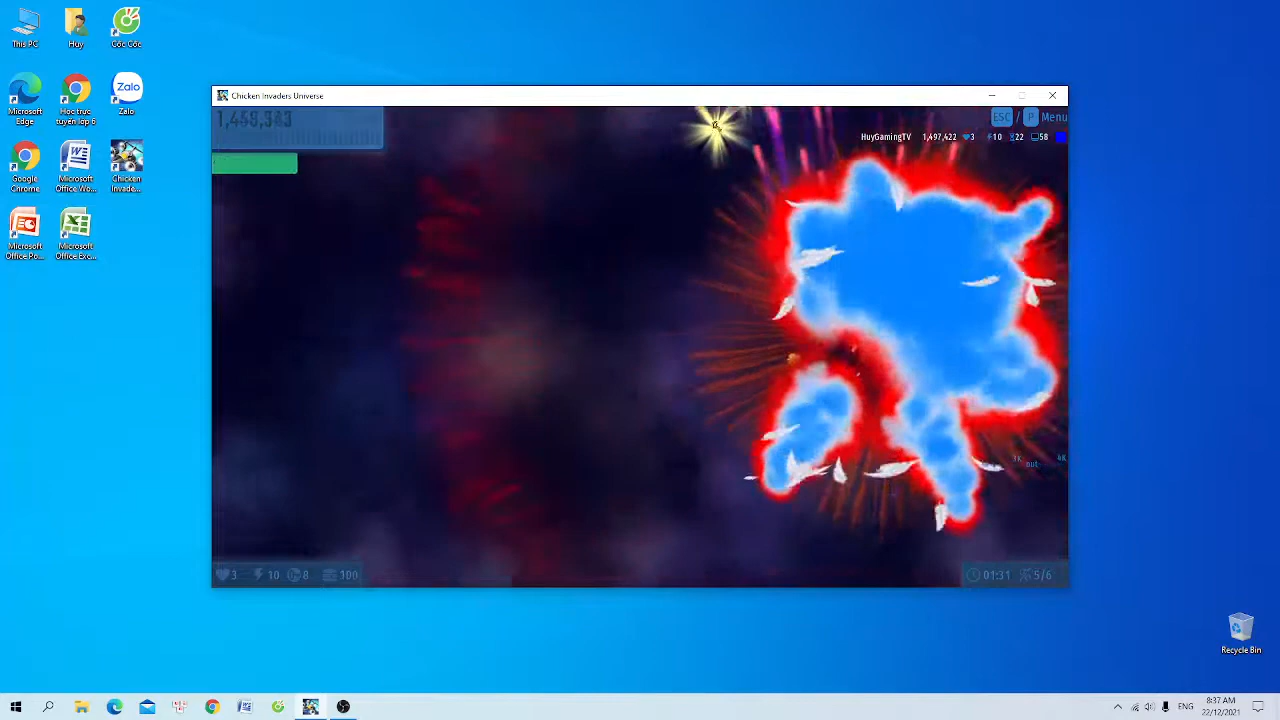 This PC
Huy
Cốc Cốc
Microsoft Edge
Học trực tuyến lớp 6
Zalo
Zalo
Google Chrome
Microsoft Office Wo...
Chicken Invade...
Microsoft Office Po...
Microsoft Office Exc...
Chicken Invaders Universe
ESC / P Menu
HuyGamingTV 1,497,422 3 10 22 58
3 10 8 100
01:31 5/6
Recycle Bin
ENG
8:37 AM
22/12/2021